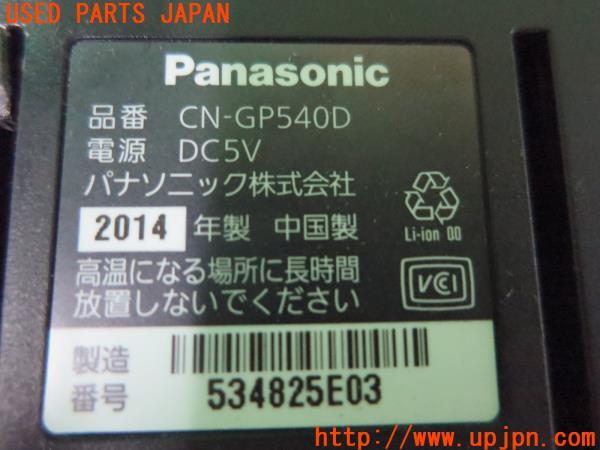 USED PARTS JAPAN
Panasonic
品番 CN-GP540D
電源 DC5V
パナソニック株式会社
2014 年製 中国製
Li-ion 00
高温になる場所に長時間
放置しないでください
VCCI
製造
番号
534825E03
http://www.upjpn.com